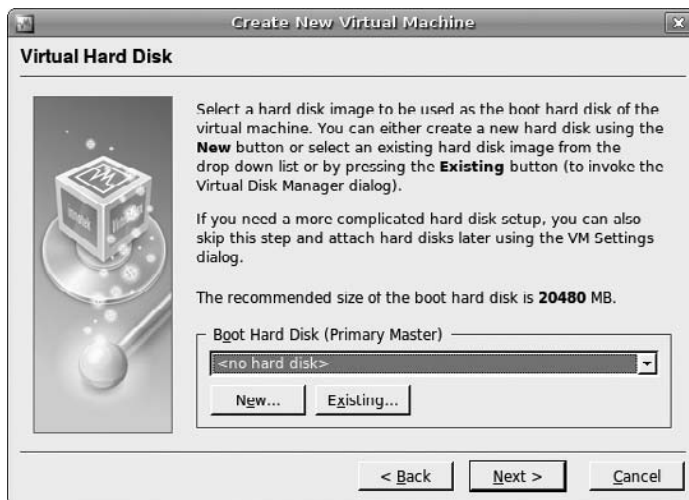 Create New Virtual Machine
Virtual Hard Disk
Select a hard disk image to be used as the boot hard disk of the
virtual machine. You can either create a new hard disk using the
New button or select an existing hard disk image from the
drop down list or by pressing the Existing button (to invoke the
Virtual Disk Manager dialog).
If you need a more complicated hard disk setup, you can also
skip this step and attach hard disks later using the VM Settings
dialog.
The recommended size of the boot hard disk is 20480 MB.
Boot Hard Disk (Primary Master)
<no hard disk>
New... Existing...
< Back Next > Cancel